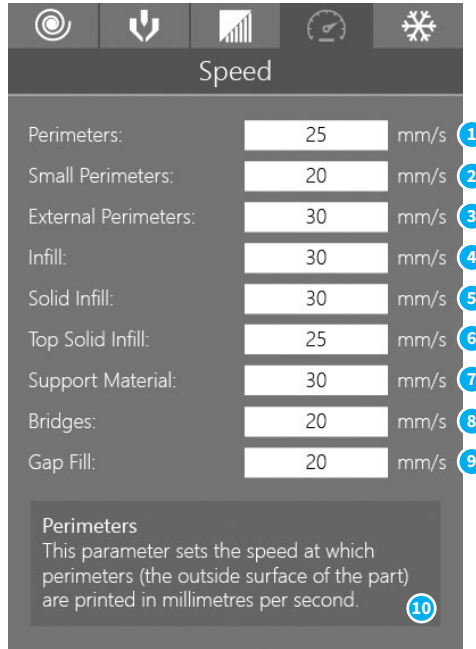 Speed
Perimeters: 25 mm/s 1
Small Perimeters: 20 mm/s 2
External Perimeters: 30 mm/s 3
Infill: 30 mm/s 4
Solid Infill: 30 mm/s 5
Top Solid Infill: 25 mm/s 6
Support Material: 30 mm/s 7
Bridges: 20 mm/s 8
Gap Fill: 20 mm/s 9
Perimeters
This parameter sets the speed at which
perimeters (the outside surface of the part)
are printed in millimetres per second. 10